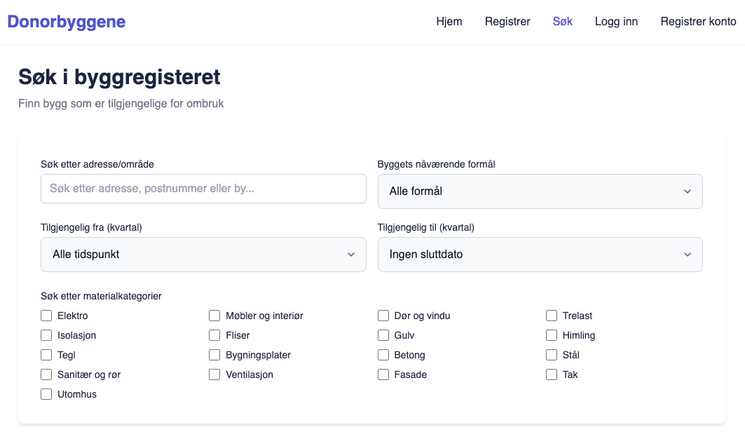 Donorbyggene
Hjem Registrer Søk Logg inn Registrer konto
Søk i byggregisteret
Finn bygg som er tilgjengelige for ombruk
Søk etter adresse/område
Søk etter adresse, postnummer eller by...
Byggets nåværende formål
Alle formål
Tilgjengelig fra (kvartal)
Alle tidspunkt
Tilgjengelig til (kvartal)
Ingen sluttdato
Søk etter materialkategorier
Elektro Møbler og interiør Dør og vindu Trelast
Isolasjon Fliser Gulv Himling
Tegl Bygningsplater Betong Stål
Sanitær og rør Ventilasjon Fasade Tak
Utomhus